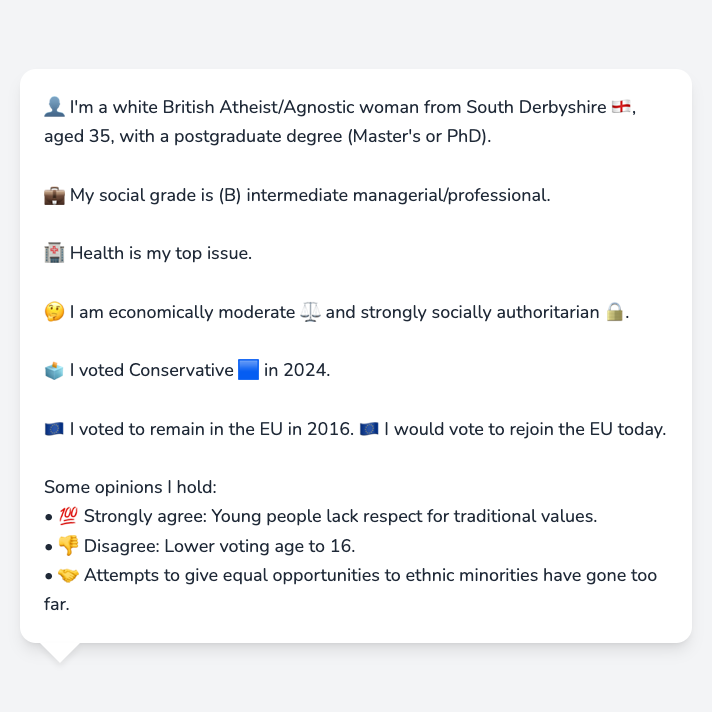 👤 I'm a white British Atheist/Agnostic woman from South Derbyshire 🏴󠁧󠁢󠁥󠁮󠁧󠁿,
aged 35, with a postgraduate degree (Master's or PhD).
💼 My social grade is (B) intermediate managerial/professional.
🏥 Health is my top issue.
🤔 I am economically moderate ⚖️ and strongly socially authoritarian 🔒.
🗳️ I voted Conservative 🟦 in 2024.
🇪🇺 I voted to remain in the EU in 2016. 🇪🇺 I would vote to rejoin the EU today.
Some opinions I hold:
• 💯 Strongly agree: Young people lack respect for traditional values.
• 👎 Disagree: Lower voting age to 16.
• 🤝 Attempts to give equal opportunities to ethnic minorities have gone too
far.